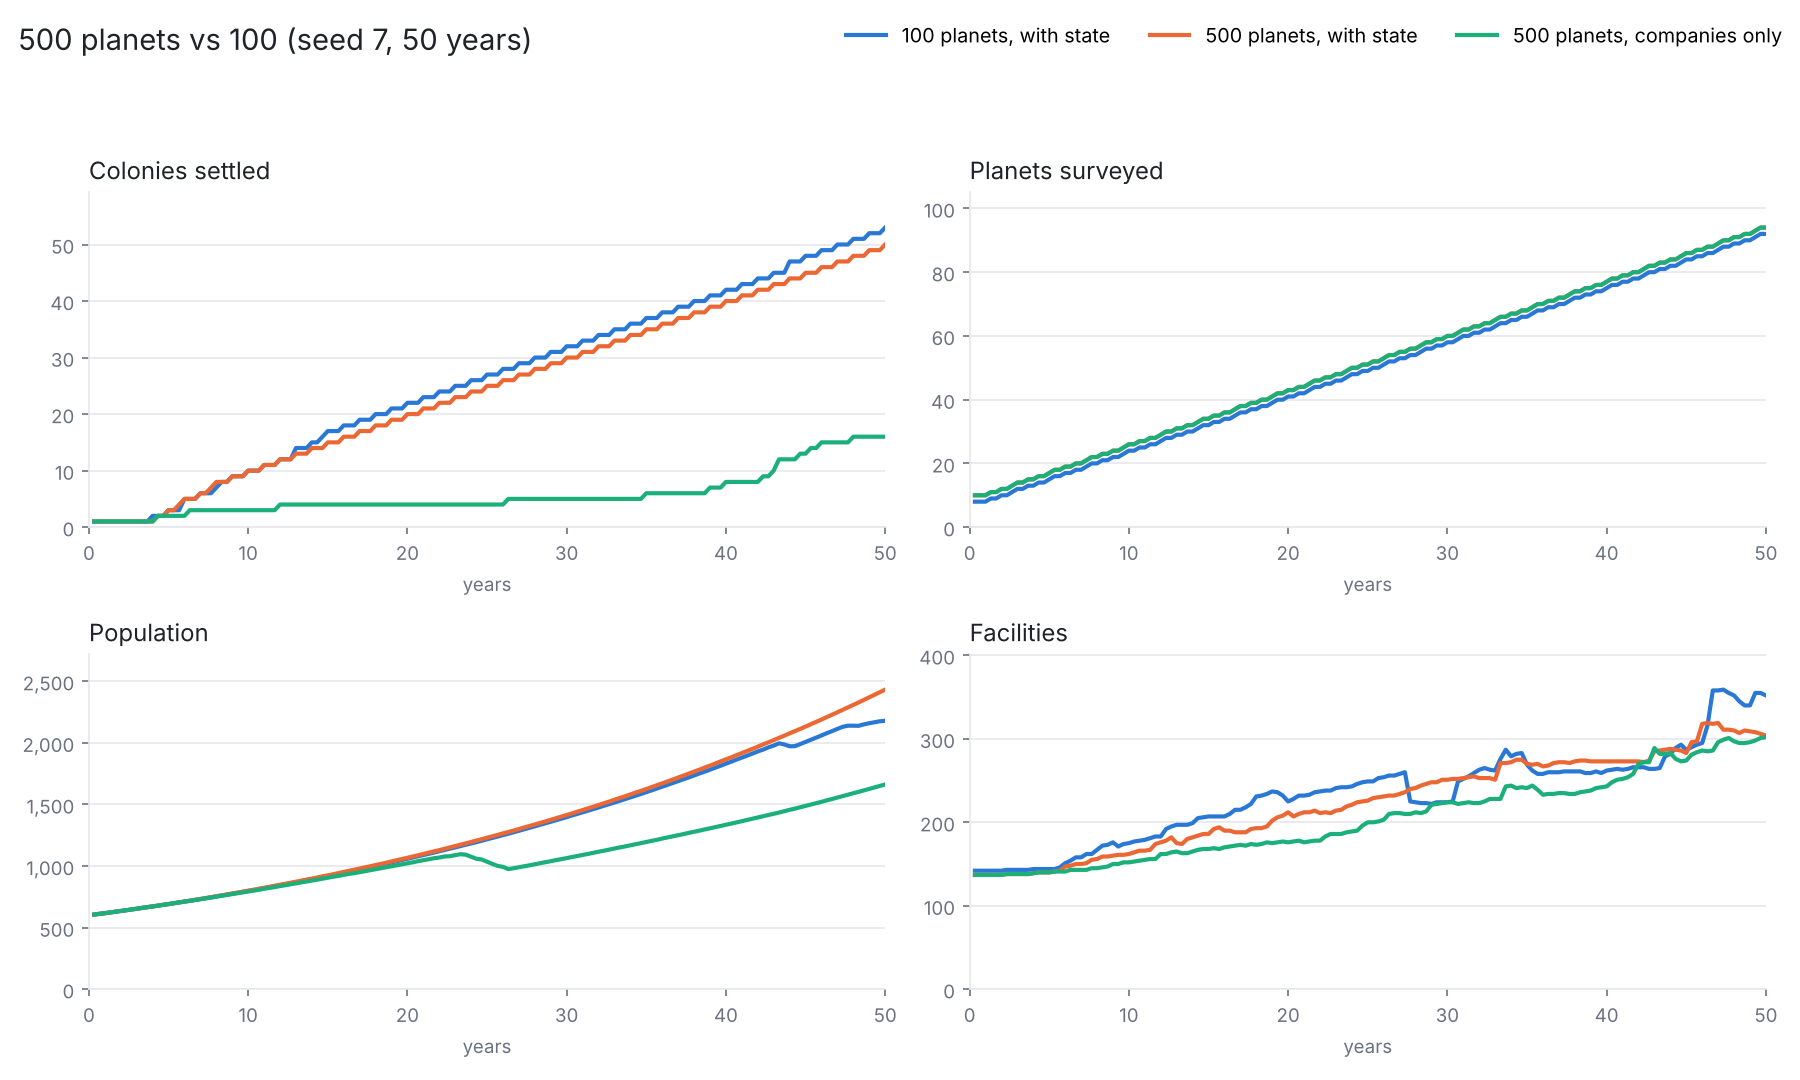 500 planets vs 100 (seed 7, 50 years)
100 planets, with state
500 planets, with state
500 planets, companies only
Colonies settled
50
40
30
20
10
0
0 10 20 30 40 50
years
Planets surveyed
100
80
60
40
20
0
0 10 20 30 40 50
years
Population
2,500
2,000
1,500
1,000
500
0
0 10 20 30 40 50
years
Facilities
400
300
200
100
0
0 10 20 30 40 50
years